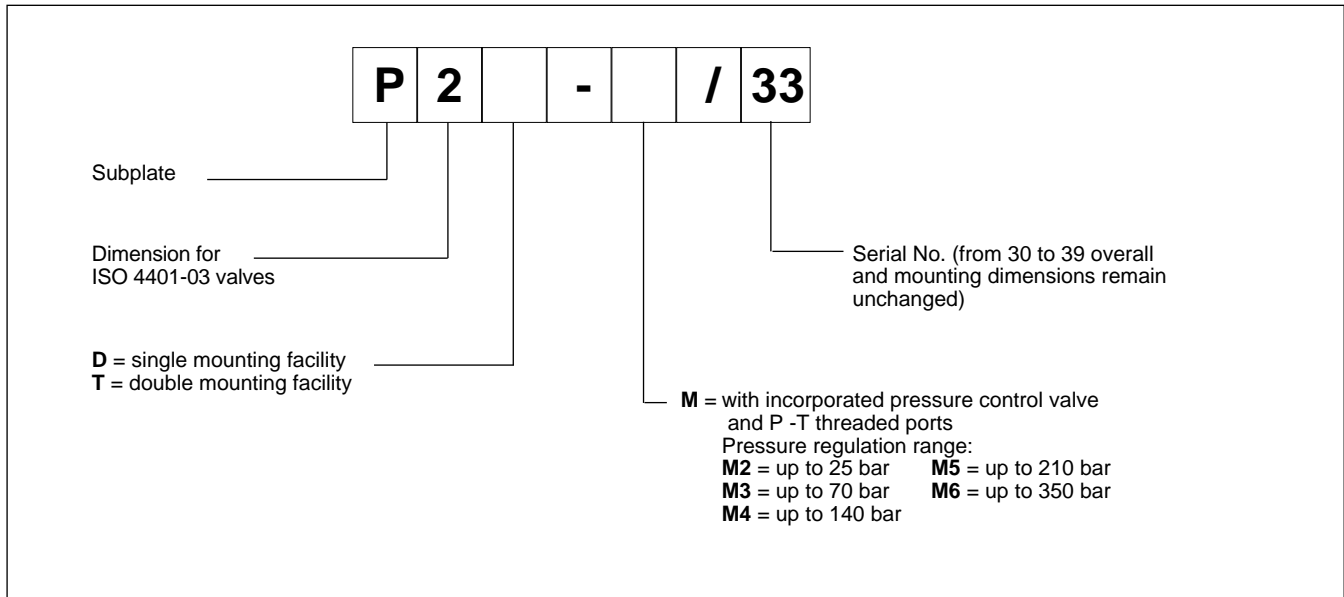 P 2 - / 33
Subplate
Dimension for
ISO 4401-03 valves
D = single mounting facility
T = double mounting facility
Serial No. (from 30 to 39 overall
and mounting dimensions remain
unchanged)
M = with incorporated pressure control valve
and P -T threaded ports
Pressure regulation range:
M2 = up to 25 bar M5 = up to 210 bar
M3 = up to 70 bar M6 = up to 350 bar
M4 = up to 140 bar